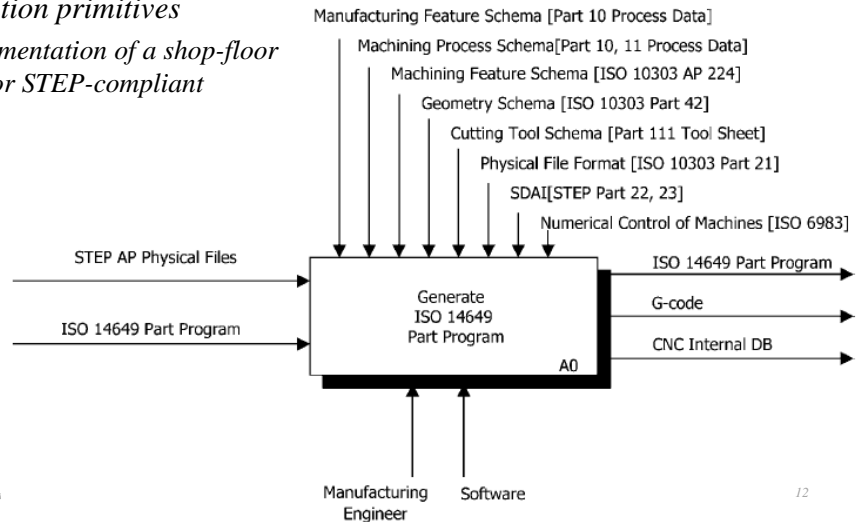 tion primitives
mentation of a shop-floor
or STEP-compliant
Manufacturing Feature Schema [Part 10 Process Data]
Machining Process Schema[Part 10, 11 Process Data]
Machining Feature Schema [ISO 10303 AP 224]
Geometry Schema [ISO 10303 Part 42]
Cutting Tool Schema [Part 111 Tool Sheet]
Physical File Format [ISO 10303 Part 21]
SDAI[STEP Part 22, 23]
Numerical Control of Machines [ISO 6983]
STEP AP Physical Files
ISO 14649 Part Program
Generate
ISO 14649
Part Program
A0
ISO 14649 Part Program
G-code
CNC Internal DB
Manufacturing
Engineer
Software
12